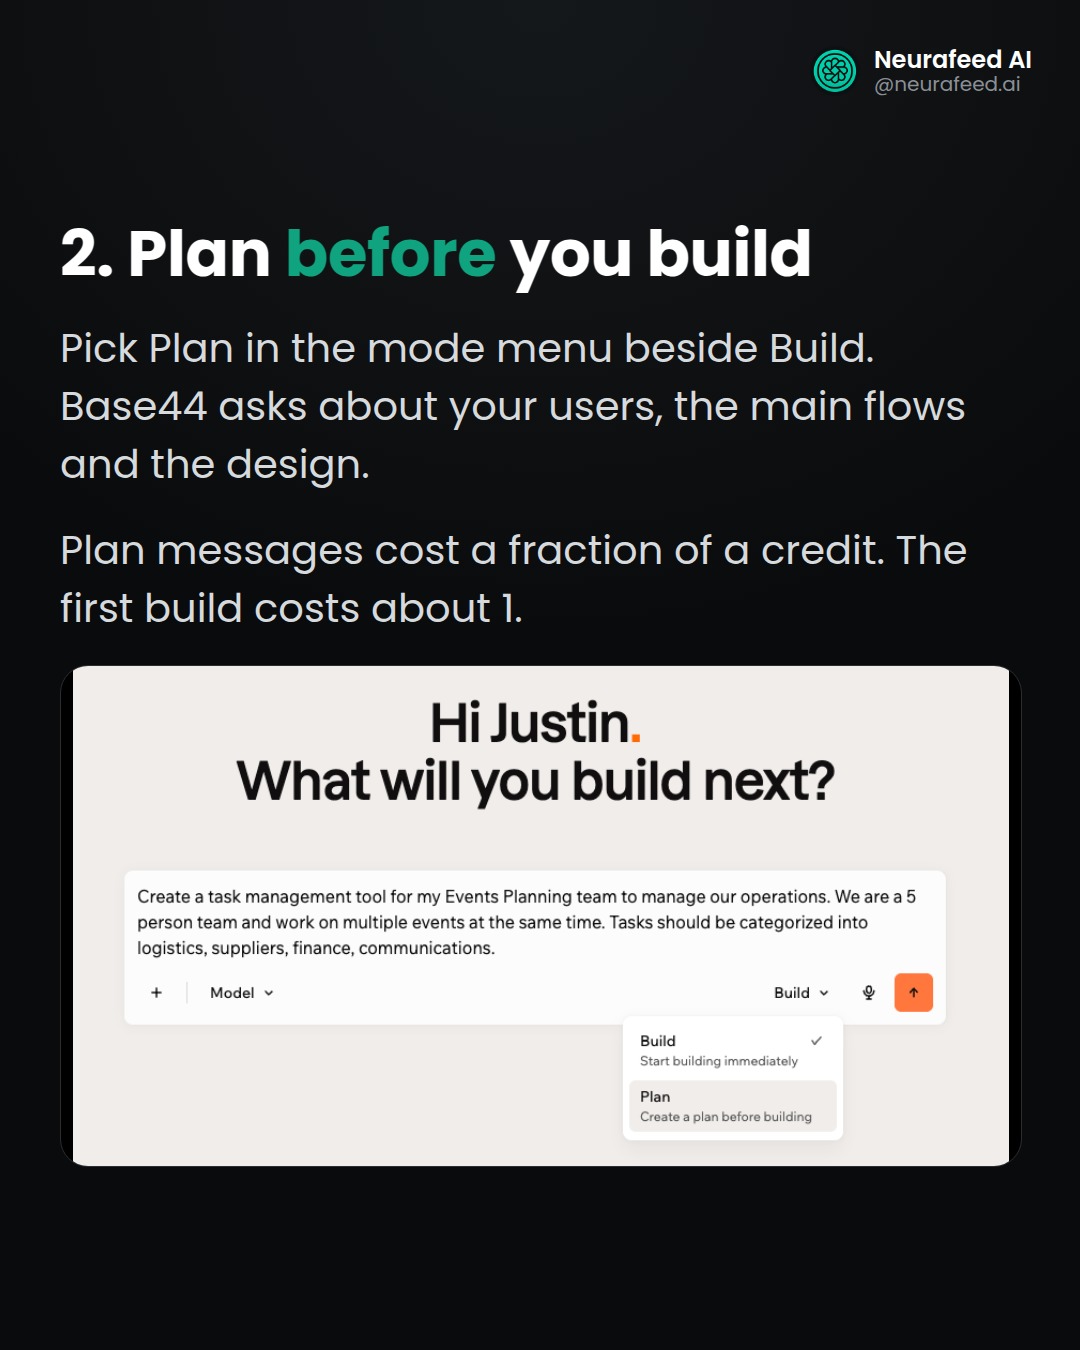 Neurafeed AI
@neurafeed.ai
2. Plan before you build
Pick Plan in the mode menu beside Build.
Base44 asks about your users, the main flows
and the design.
Plan messages cost a fraction of a credit. The
first build costs about 1.
Hi Justin.
What will you build next?
Create a task management tool for my Events Planning team to manage our operations. We are a 5
person team and work on multiple events at the same time. Tasks should be categorized into
logistics, suppliers, finance, communications.
+ Model Build
Build
Start building immediately
Plan
Create a plan before building